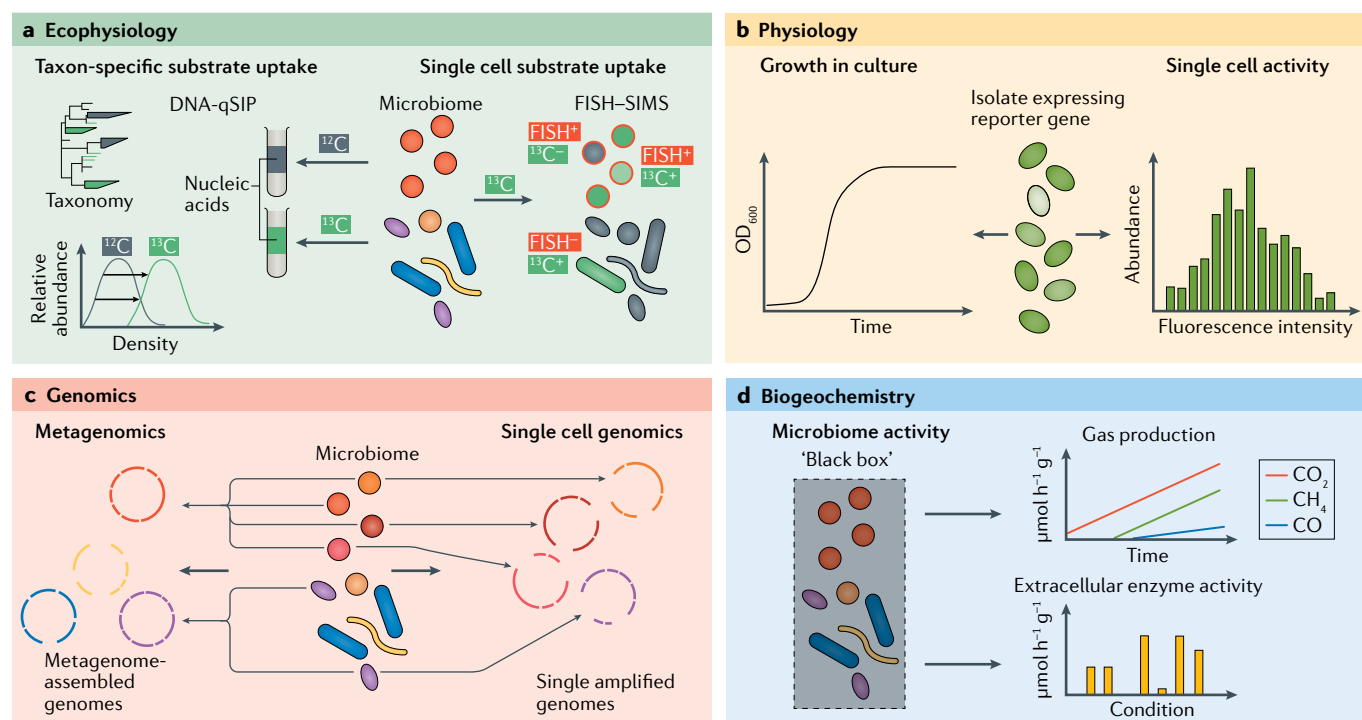 a Ecophysiology
Taxon-specific substrate uptake
Single cell substrate uptake
DNA-qSIP
Microbiome
FISH–SIMS
¹²C
FISH⁺
¹³C⁻
FISH⁺
¹³C⁺
¹³C
Nucleic
acids
Taxonomy
¹³C
FISH⁻
¹³C⁺
¹²C
¹³C
Relative
abundance
Density
b Physiology
Growth in culture
Single cell activity
Isolate expressing
reporter gene
OD₆₀₀
Time
Abundance
Fluorescence intensity
c Genomics
Metagenomics
Single cell genomics
Microbiome
Metagenome-
assembled
genomes
Single amplified
genomes
d Biogeochemistry
Microbiome activity
'Black box'
Gas production
µmol h⁻¹ g⁻¹
CO₂
CH₄
CO
Time
Extracellular enzyme activity
µmol h⁻¹ g⁻¹
Condition